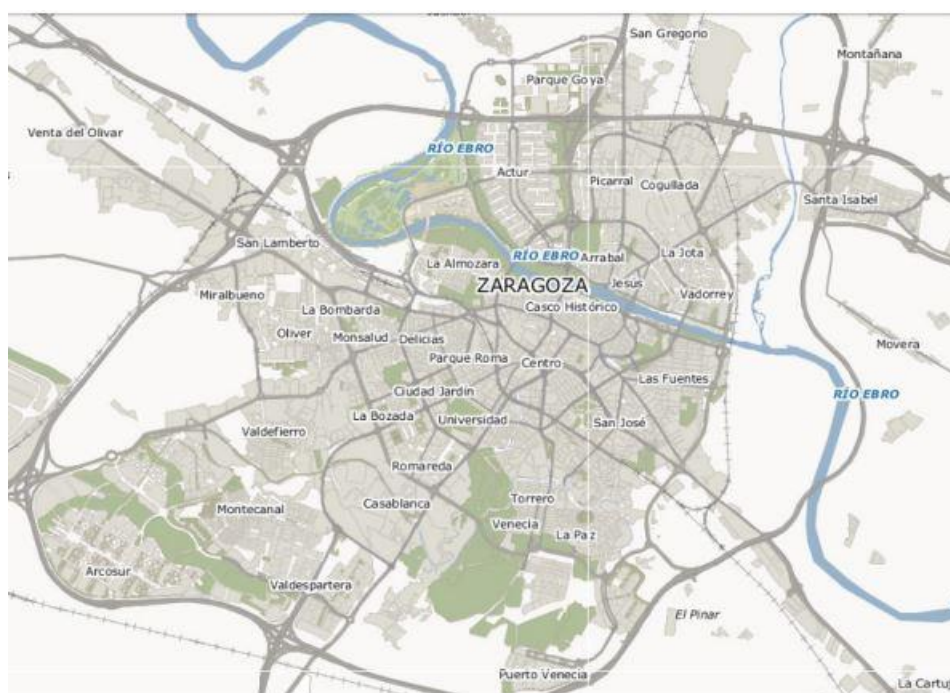 San Gregorio
Montañana
Parque Goya
Venta del Olivar
RÍO EBRO
Actur
Picarral
Cogullada
Santa Isabel
San Lamberto
La Almozara
RÍO EBRO
Arrabal
La Jota
ZARAGOZA
Jesús
Miralbueno
Vadorrey
La Bombarda
Casco Histórico
Oliver
Monsalud
Delicias
Movera
Parque Roma
Centro
Las Fuentes
Ciudad Jardín
RÍO EBRO
La Bozada
Universidad
San José
Valdefierro
Romareda
Casablanca
Torrero
Montecanal
Venecia
La Paz
Arcosur
Valdespartera
El Pinar
Puerto Venecia
La Cartu